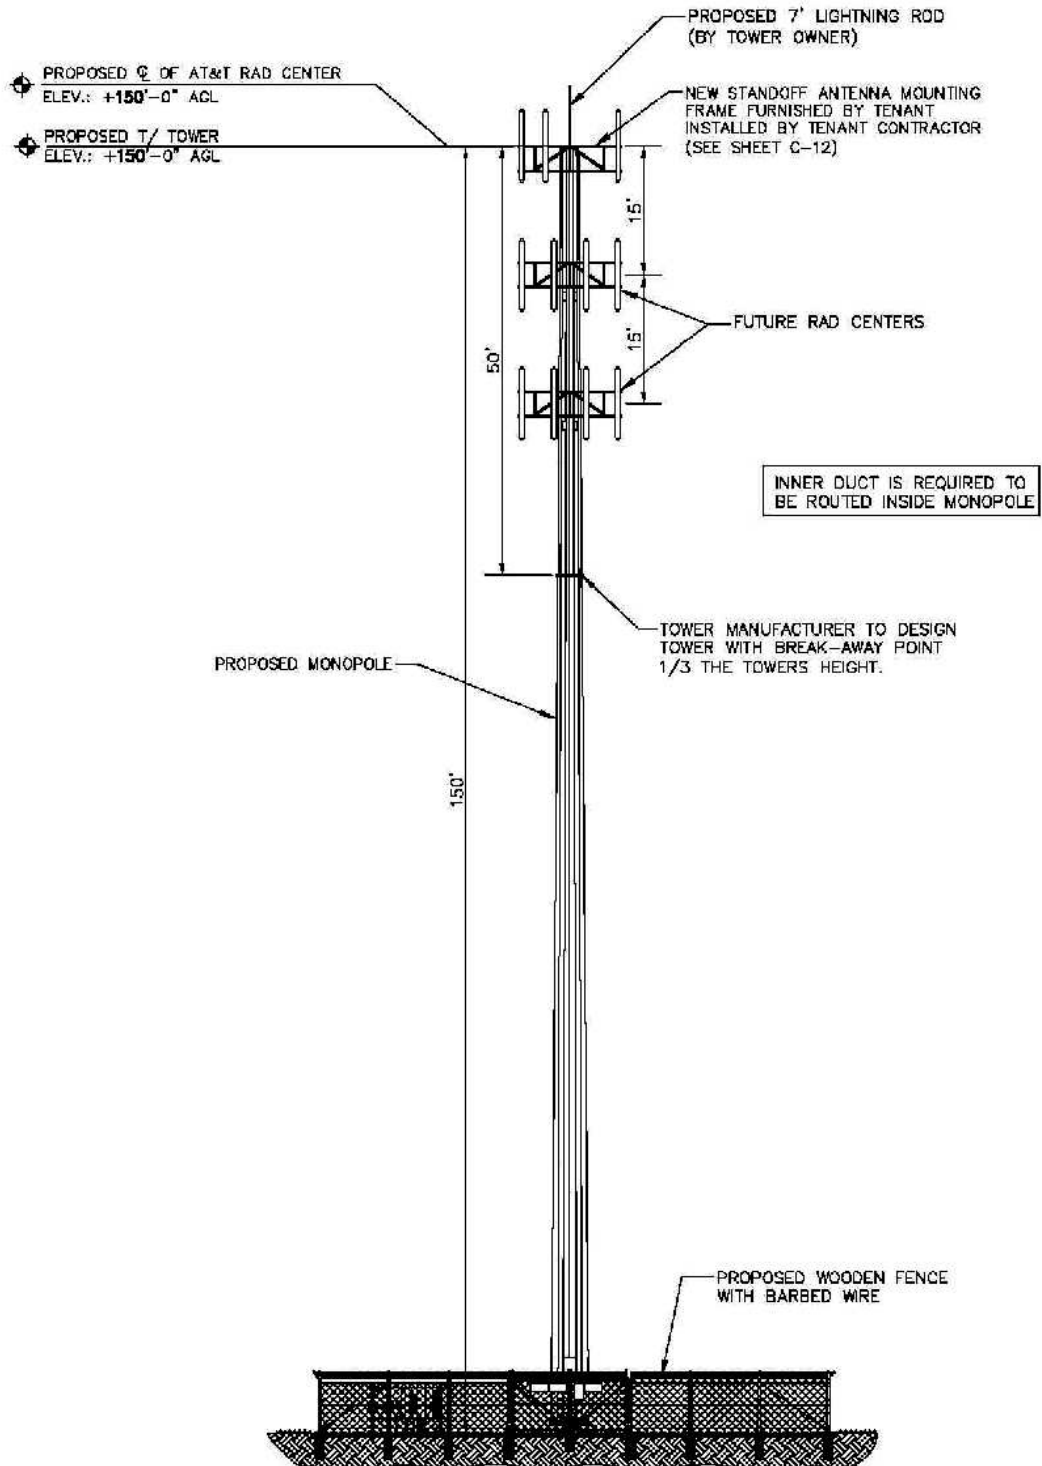 PROPOSED 7' LIGHTNING ROD
(BY TOWER OWNER)
PROPOSED ℄ OF AT&T RAD CENTER
ELEV.: +150'-0" AGL
NEW STANDOFF ANTENNA MOUNTING
FRAME FURNISHED BY TENANT
INSTALLED BY TENANT CONTRACTOR
(SEE SHEET C-12)
PROPOSED T/ TOWER
ELEV.: +150'-0" AGL
15'
15'
FUTURE RAD CENTERS
50'
INNER DUCT IS REQUIRED TO
BE ROUTED INSIDE MONOPOLE
TOWER MANUFACTURER TO DESIGN
TOWER WITH BREAK-AWAY POINT
1/3 THE TOWERS HEIGHT.
PROPOSED MONOPOLE
150'
PROPOSED WOODEN FENCE
WITH BARBED WIRE